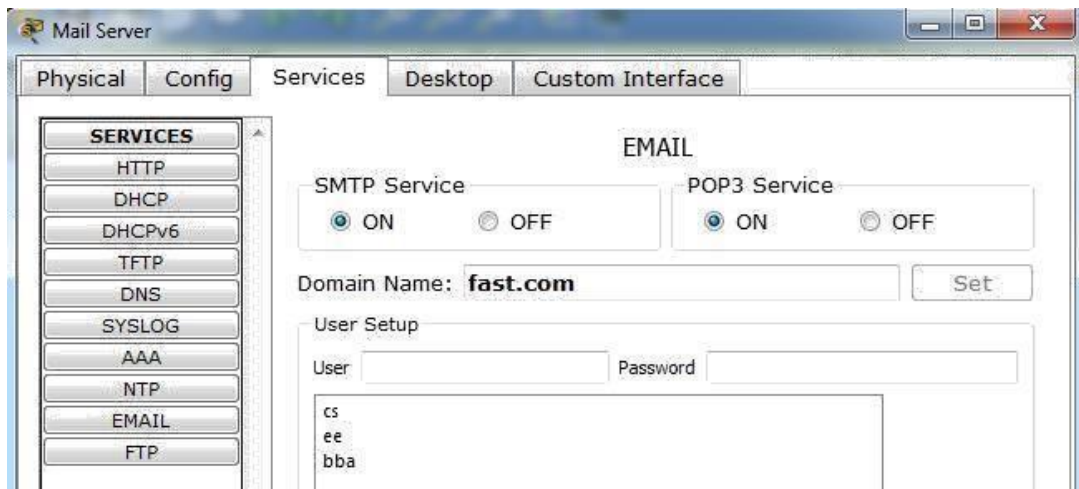 Mail Server
Physical Config Services Desktop Custom Interface
SERVICES
HTTP
DHCP
DHCPv6
TFTP
DNS
SYSLOG
AAA
NTP
EMAIL
FTP
EMAIL
SMTP Service POP3 Service
ON OFF ON OFF
Domain Name: fast.com Set
User Setup
User Password
cs
ee
bba